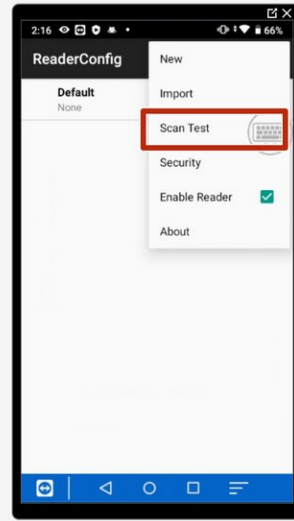 2:16
66%
ReaderConfig
Default
None
New
Import
Scan Test
Security
Enable Reader
About